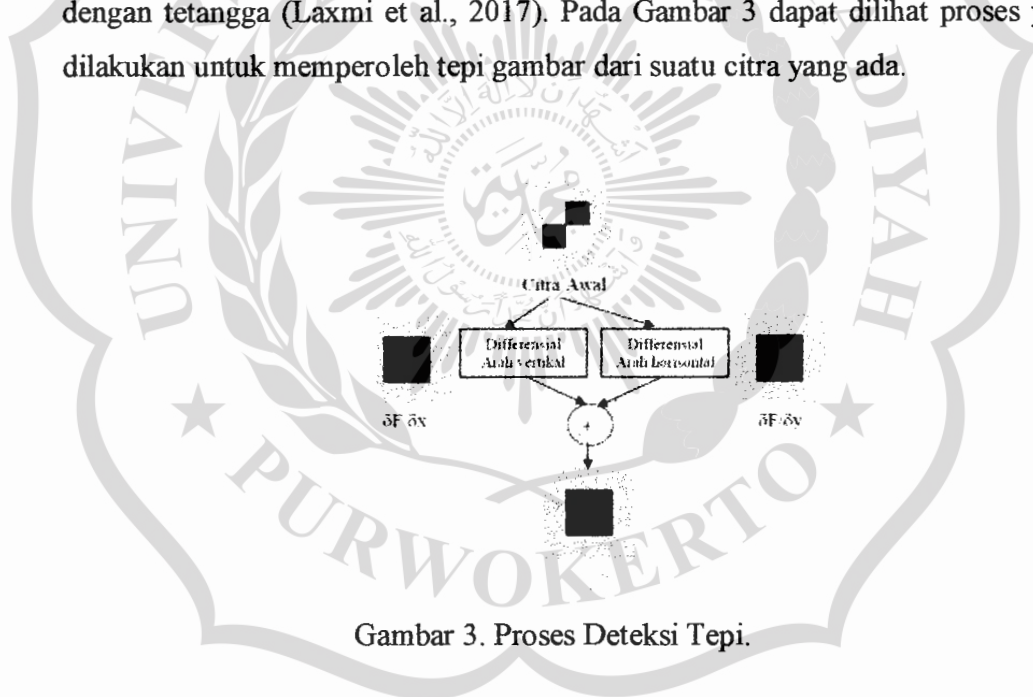 dengan tetangga (Laxmi et al., 2017). Pada Gambar 3 dapat dilihat proses
dilakukan untuk memperoleh tepi gambar dari suatu citra yang ada.
Citra Awal
Differensial
Arah vertikal
Differensial
Arah horisontal
δF δx
+
δF/δy
Gambar 3. Proses Deteksi Tepi.
UNIVER
ADIYAH
PURWOKERTO